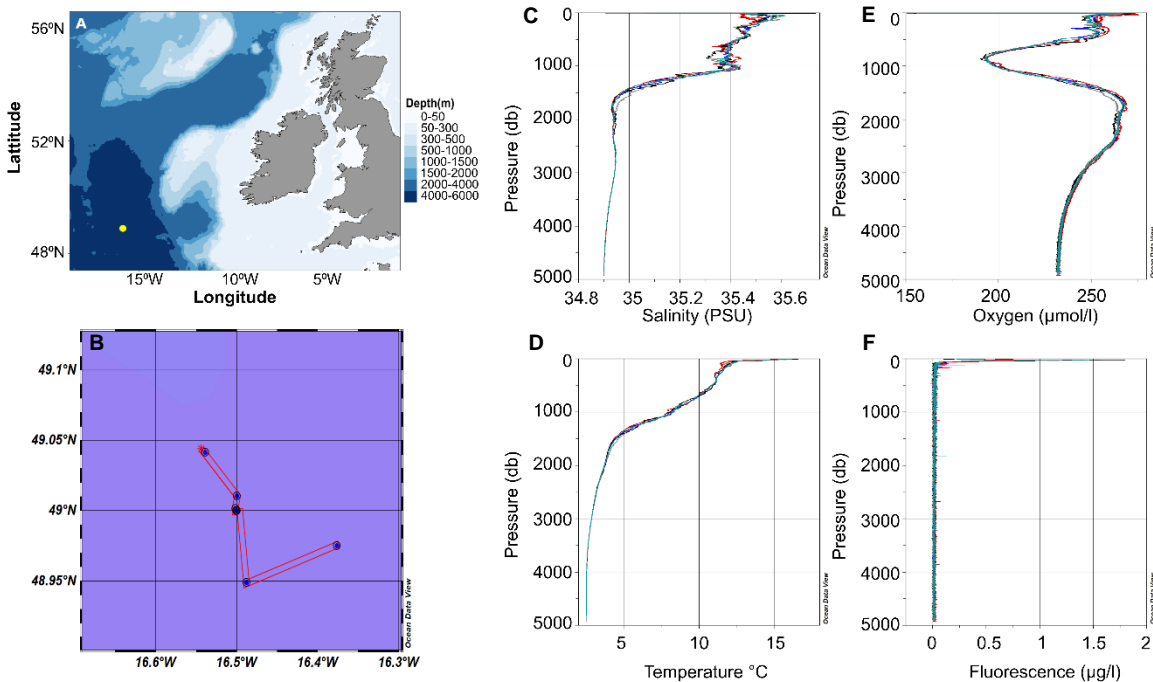 A
56ºN
52ºN
48ºN
Lattitude
15ºW
10ºW
5ºW
Longitude
Depth(m)
0-50
50-300
300-500
500-1000
1000-1500
1500-2000
2000-4000
4000-6000
B
49.1°N
49.05°N
49°N
48.95°N
16.6°W
16.5°W
16.4°W
16.3°W
Ocean Data View
C
0
1000
2000
3000
4000
5000
Pressure (db)
34.8
35
35.2
35.4
35.6
Salinity (PSU)
Ocean Data View
D
0
1000
2000
3000
4000
5000
Pressure (db)
5
10
15
Temperature °C
Ocean Data View
E
0
1000
2000
3000
4000
5000
Pressure (db)
150
200
250
Oxygen (µmol/l)
Ocean Data View
F
0
1000
2000
3000
4000
5000
Pressure (db)
0
0.5
1
1.5
2
Fluorescence (µg/l)
Ocean Data View